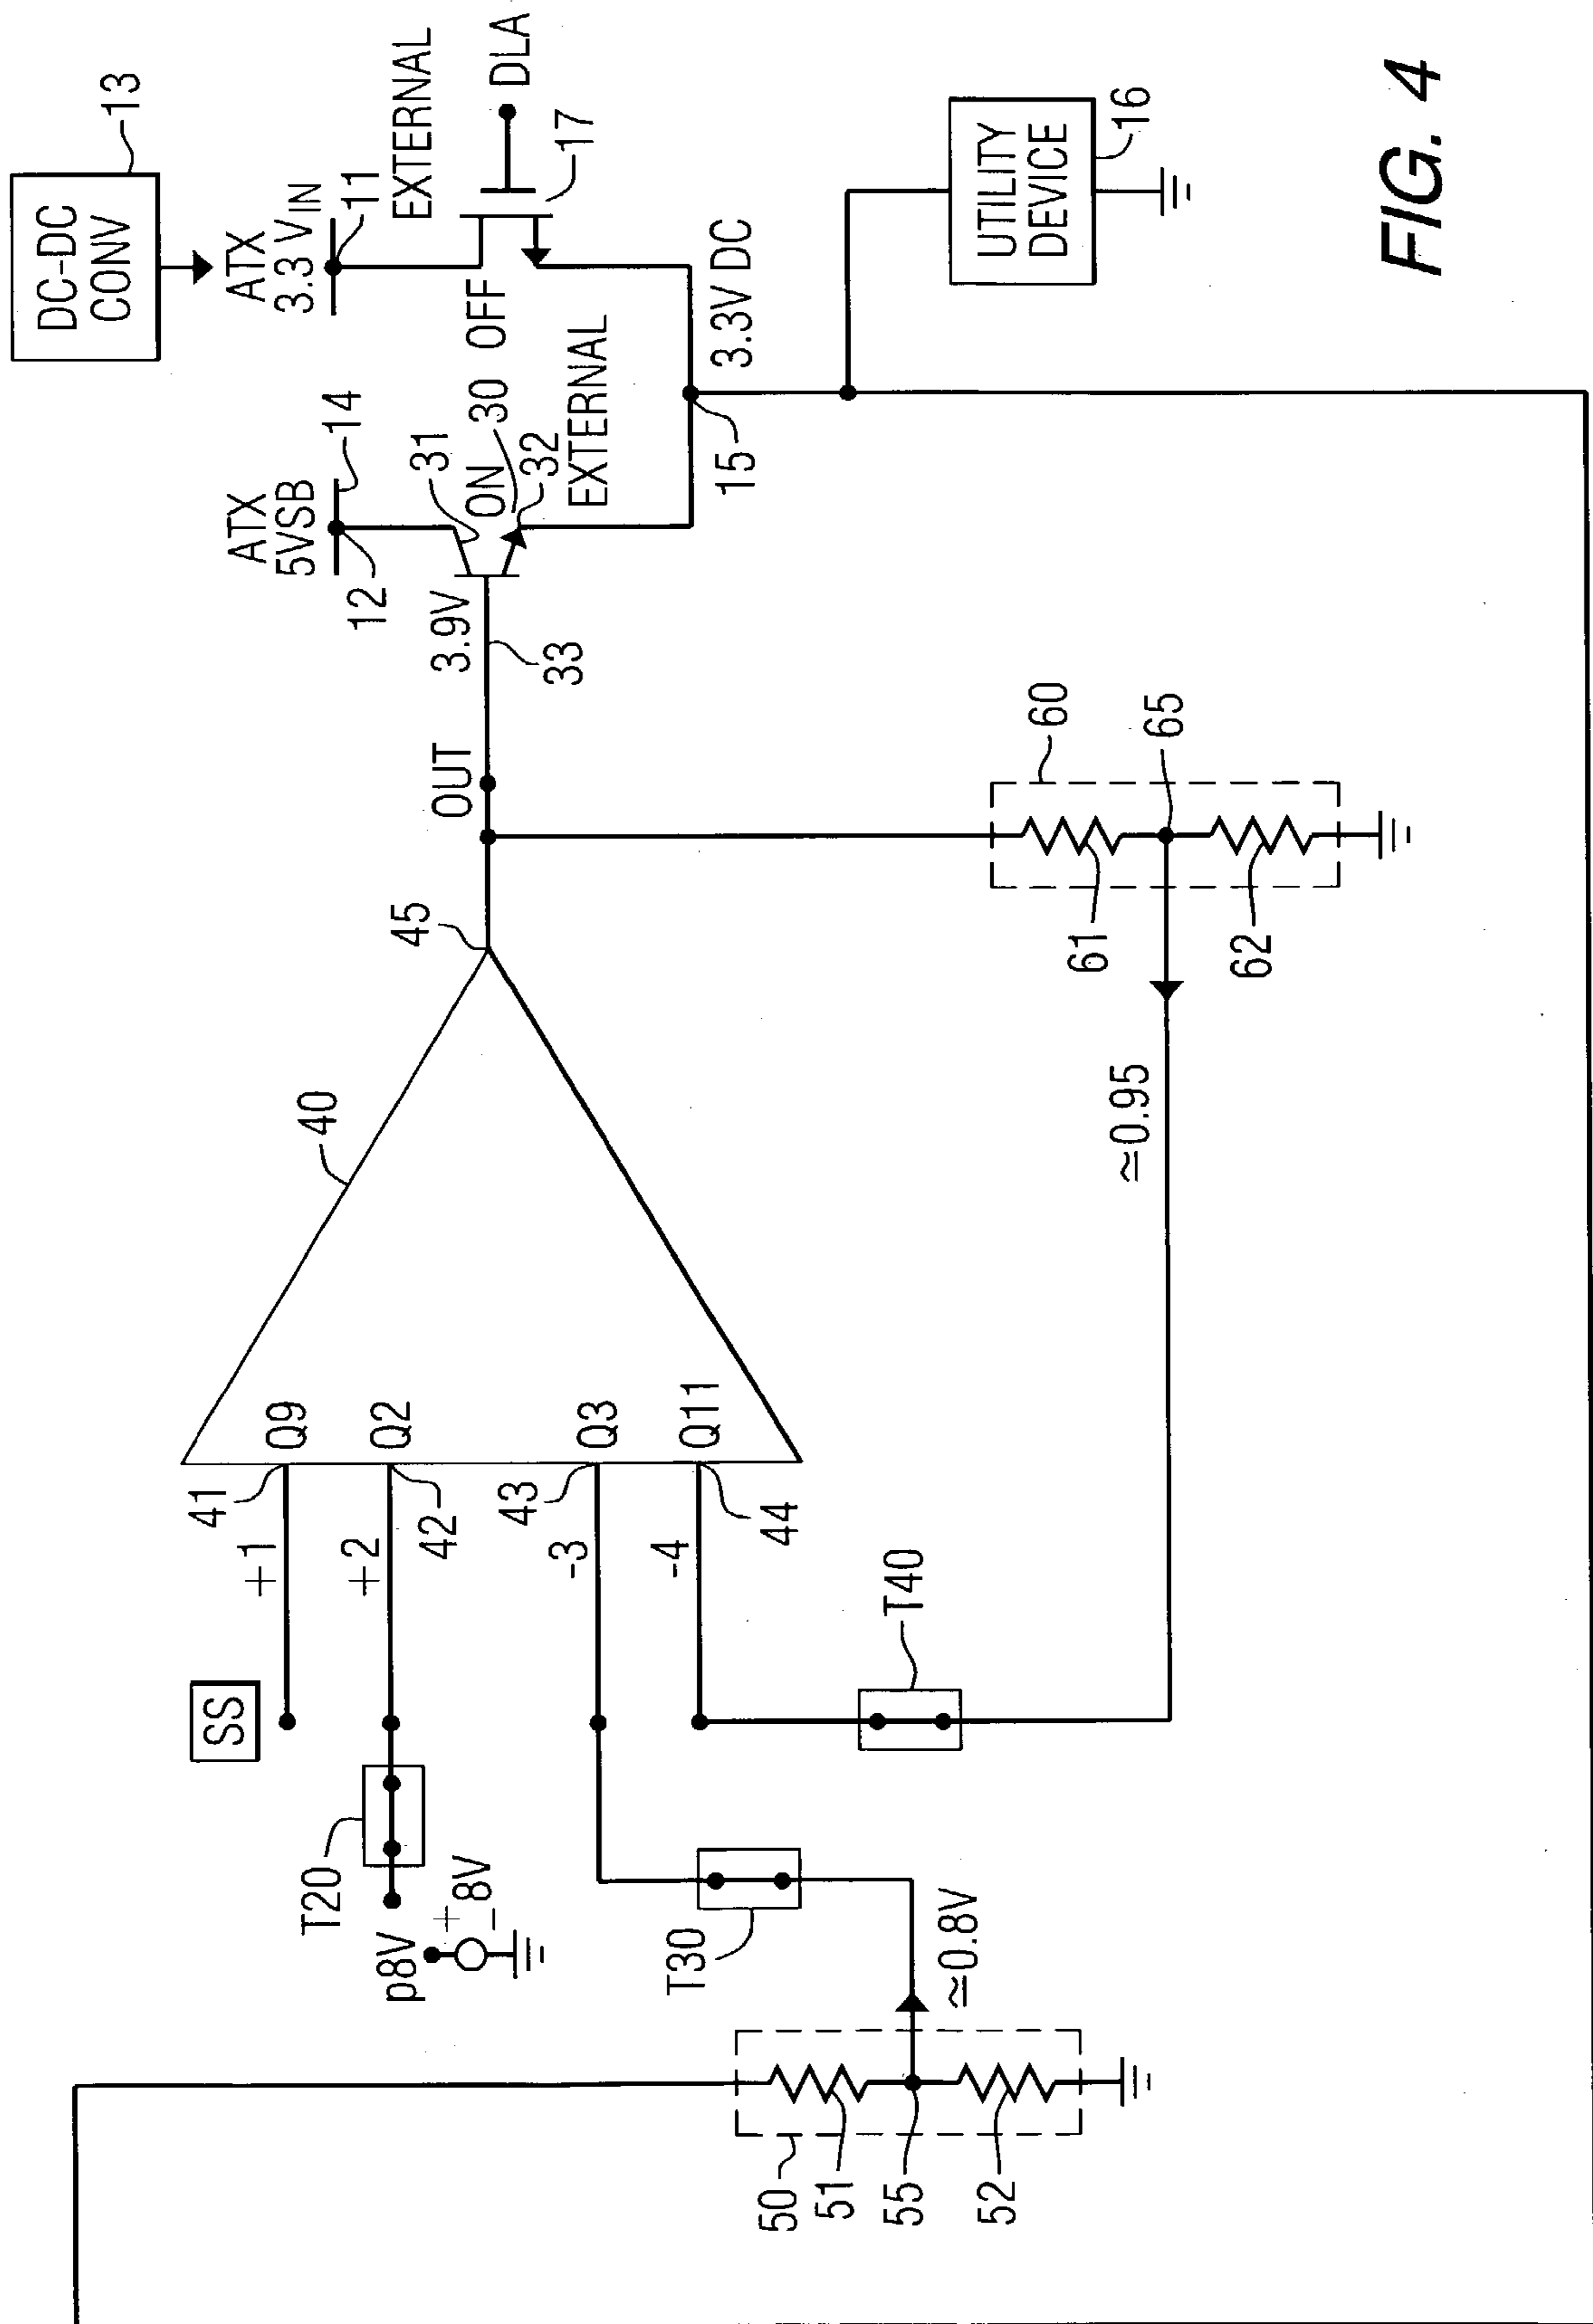 DC-DC
CONV
13
ATX
3.3 VIN
11
EXTERNAL
DLA
17
OFF
ATX
5VSB
14
12
31
ON
30
32
EXTERNAL
3.9V
33
15
3.3V DC
UTILITY
DEVICE
16
OUT
45
40
60
61
65
62
≃0.95
Q9
Q2
Q3
Q11
41
42
43
44
+1
+2
-3
-4
SS
T20
p8V
+
-
8V
T30
T40
≃0.8V
50
51
55
52
FIG. 4